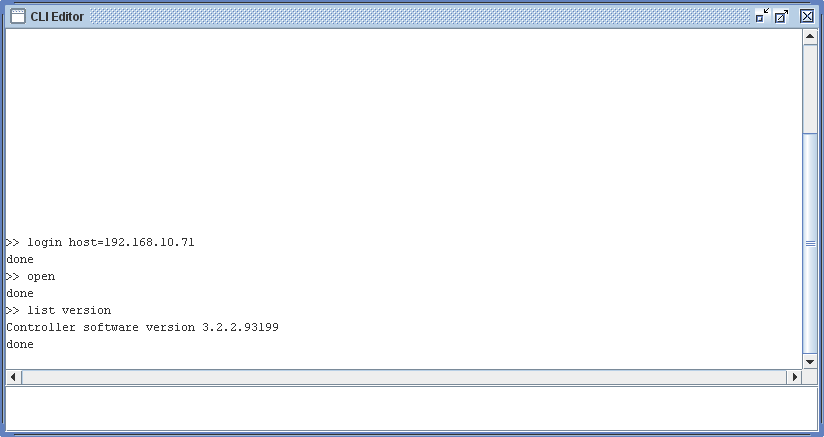 CLI Editor
>> login host=192.168.10.71
done
>> open
done
>> list version
Controller software version 3.2.2.93199
done